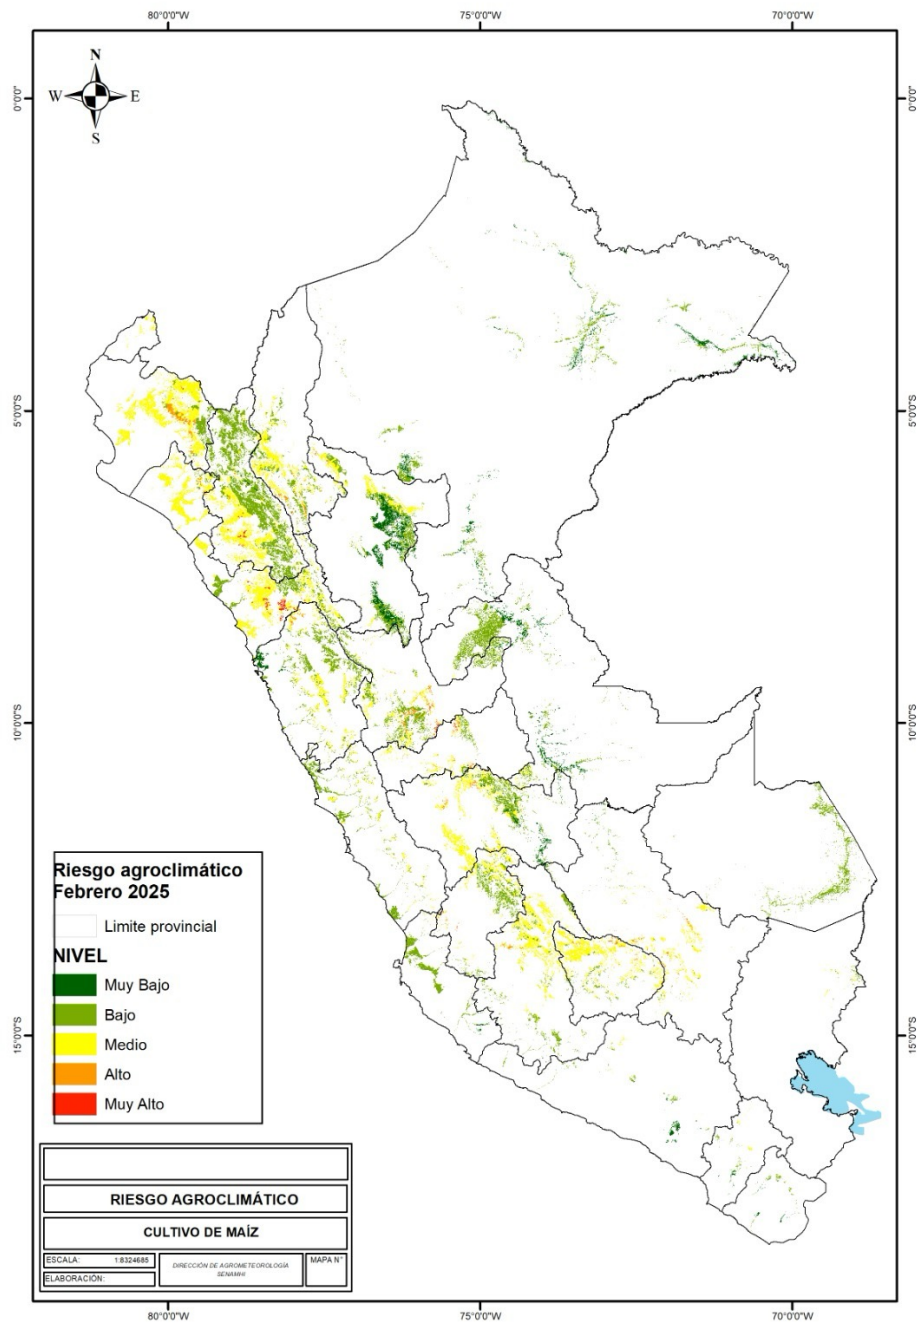 80°0'0"W 75°0'0"W 70°0'0"W
N
W E
S
0°0'0" 0°0'0"
5°0'0"S 5°0'0"S
10°0'0"S 10°0'0"S
15°0'0"S 15°0'0"S
Riesgo agroclimático
Febrero 2025
Limite provincial
NIVEL
Muy Bajo
Bajo
Medio
Alto
Muy Alto
RIESGO AGROCLIMÁTICO
CULTIVO DE MAÍZ
ESCALA: 1:8324685
DIRECCIÓN DE AGROMETEOROLOGÍA
SENAMHI
MAPA N°
ELABORACIÓN:
80°0'0"W 75°0'0"W 70°0'0"W